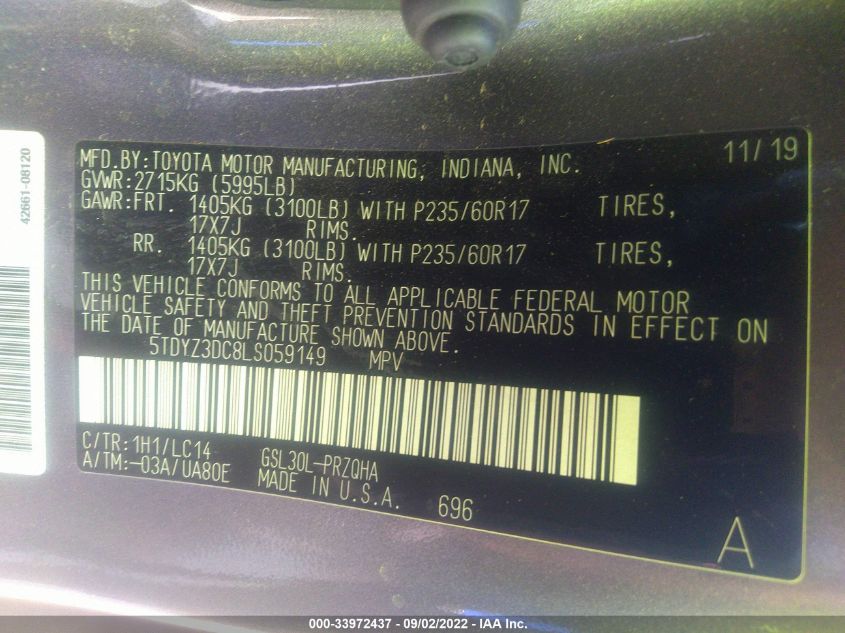 42661-08120
MFD.BY:TOYOTA MOTOR MANUFACTURING, INDIANA, INC. 11/19
GVWR:2715KG (5995LB)
GAWR:FRT. 1405KG (3100LB) WITH P235/60R17 TIRES,
17X7J RIMS.
RR. 1405KG (3100LB) WITH P235/60R17 TIRES,
17X7J RIMS.
THIS VEHICLE CONFORMS TO ALL APPLICABLE FEDERAL MOTOR
VEHICLE SAFETY AND THEFT PREVENTION STANDARDS IN EFFECT ON
THE DATE OF MANUFACTURE SHOWN ABOVE.
5TDYZ3DC8LS059149 MPV
C/TR:1H1/LC14 GSL30L-PRZQHA
A/TM:-03A/UA80E MADE IN U.S.A. 696
A
000-33972437 - 09/02/2022 - IAA Inc.